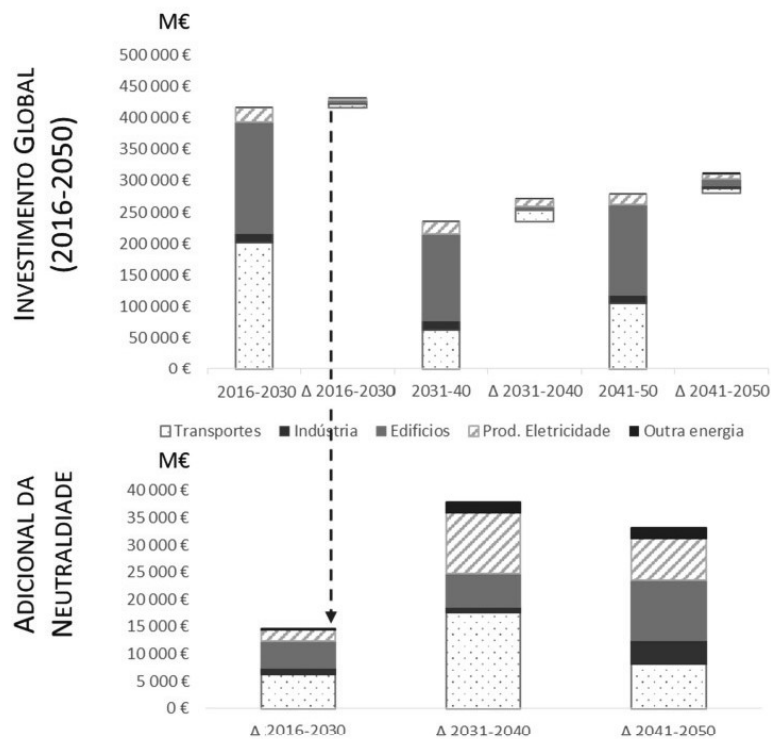 M€
INVESTIMENTO GLOBAL
(2016-2050)
500 000 €
450 000 €
400 000 €
350 000 €
300 000 €
250 000 €
200 000 €
150 000 €
100 000 €
50 000 €
0 €
2016-2030 Δ 2016-2030 2031-40 Δ 2031-2040 2041-50 Δ 2041-2050
Transportes Indústria Edificios Prod. Eletricidade Outra energia
M€
ADICIONAL DA
NEUTRALDIADE
40 000 €
35 000 €
30 000 €
25 000 €
20 000 €
15 000 €
10 000 €
5 000 €
0 €
Δ 2016-2030 Δ 2031-2040 Δ 2041-2050